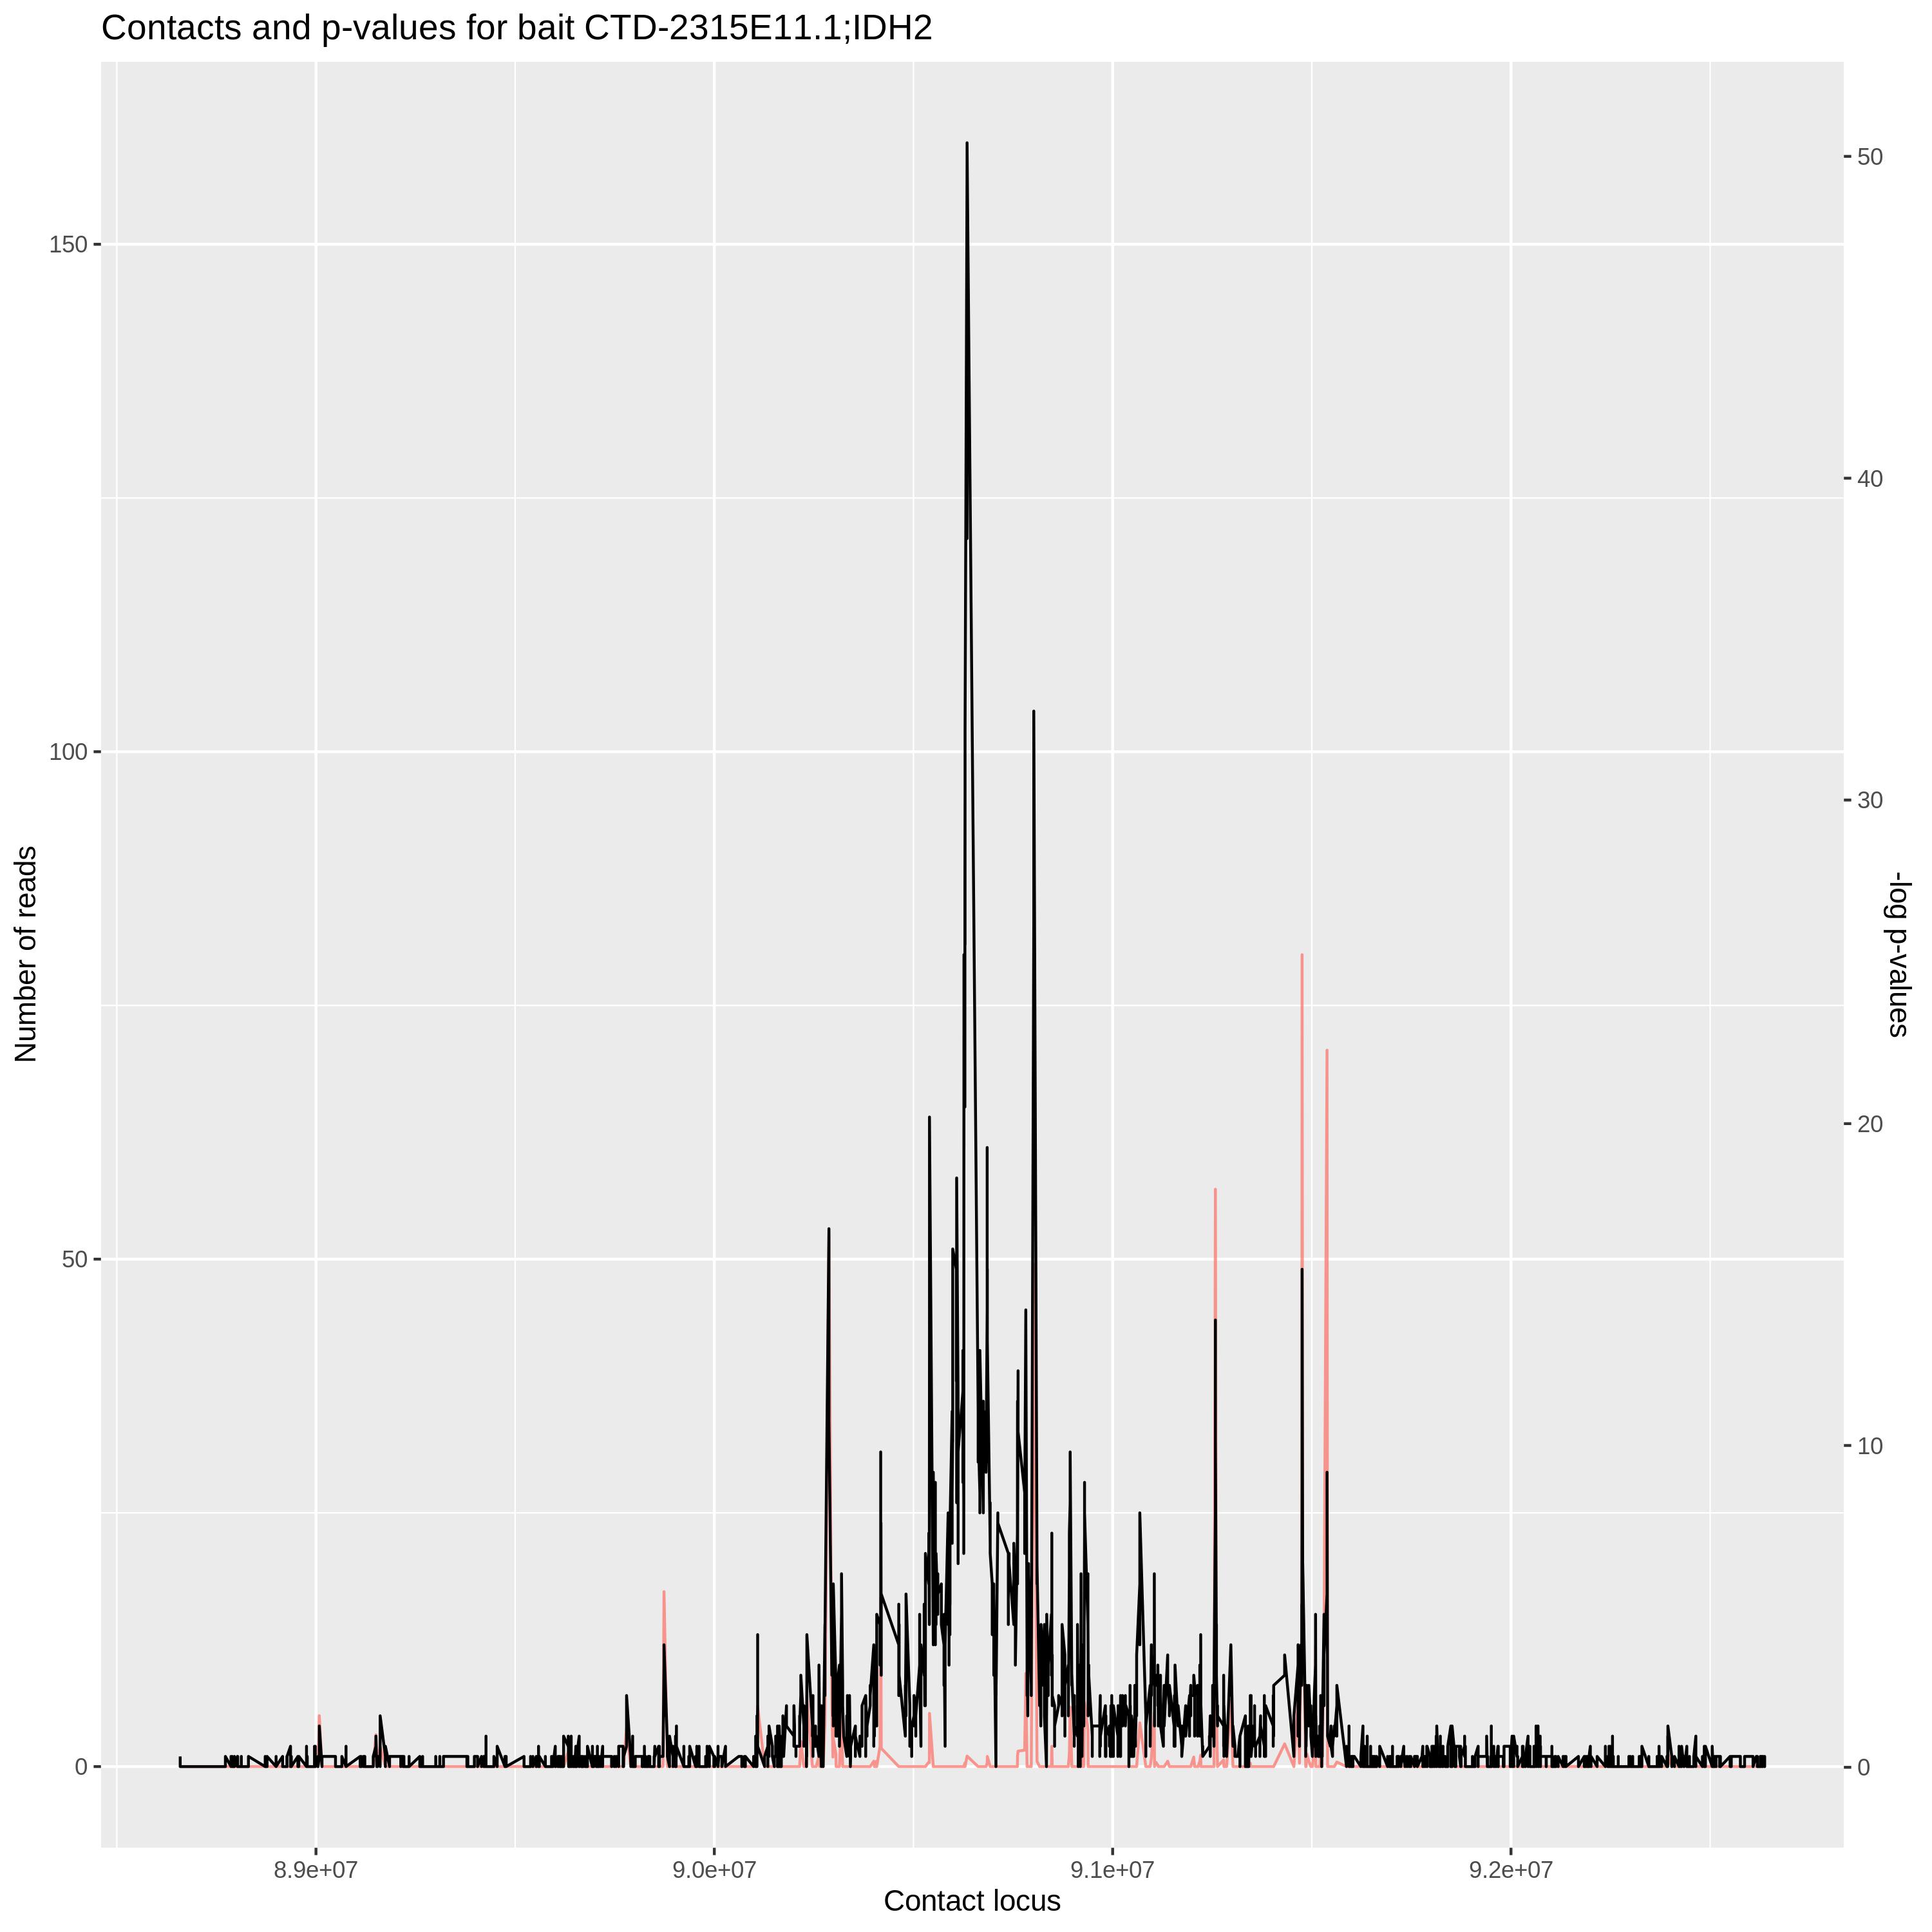 Contacts and p-values for bait CTD-2315E11.1;IDH2
150
100
50
0
Number of reads
50
40
30
20
10
0
-log p-values
8.9e+07 9.0e+07 9.1e+07 9.2e+07
Contact locus